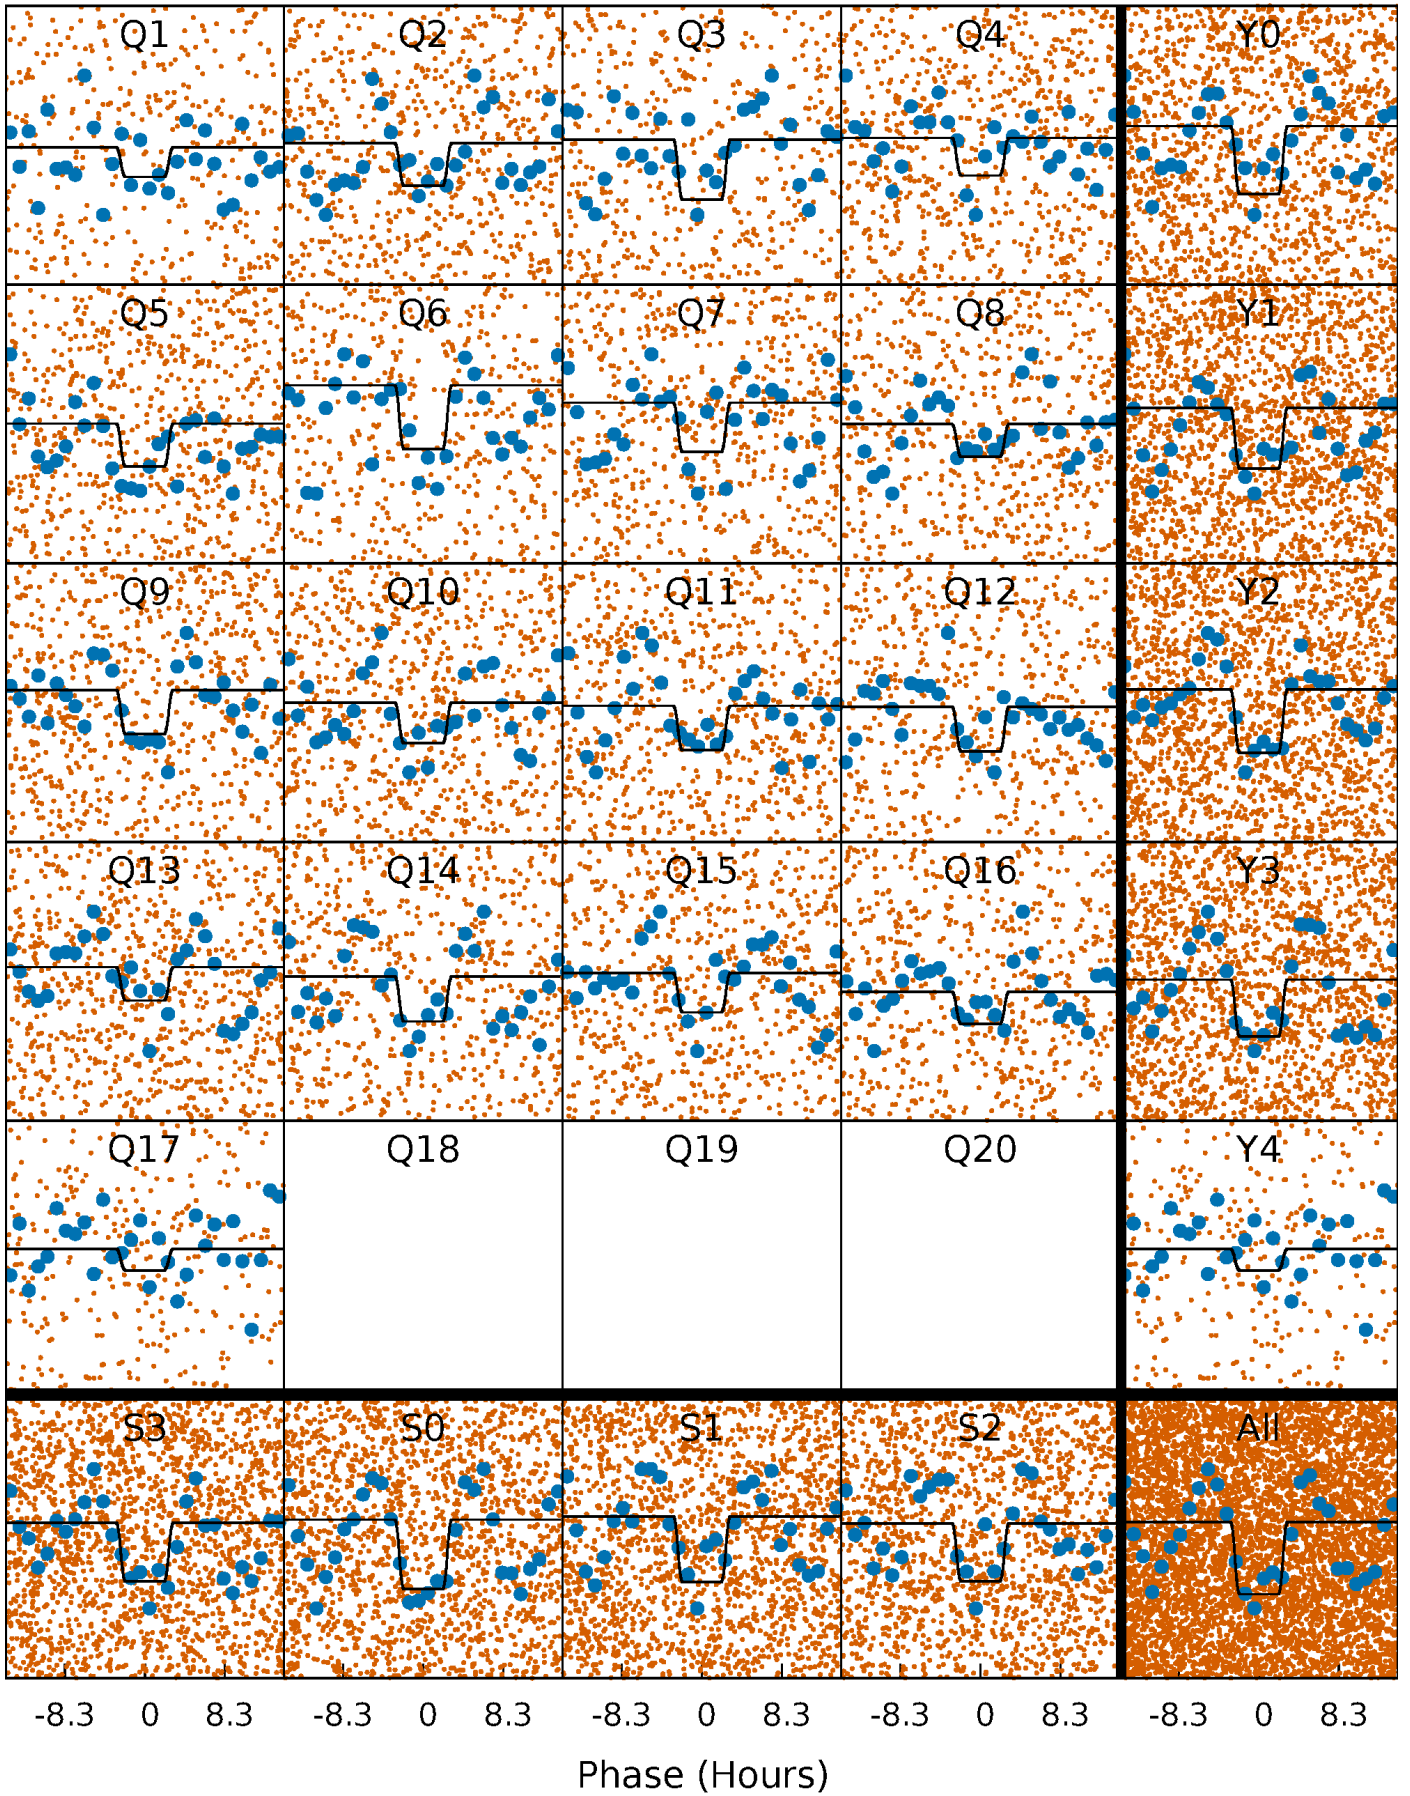 Q1 Q2 Q3 Q4 Y0
Q5 Q6 Q7 Q8 Y1
Q9 Q10 Q11 Q12 Y2
Q13 Q14 Q15 Q16 Y3
Q17 Q18 Q19 Q20 Y4
S3 S0 S1 S2 All
-8.3 0 8.3 -8.3 0 8.3 -8.3 0 8.3 -8.3 0 8.3 -8.3 0 8.3
Phase (Hours)